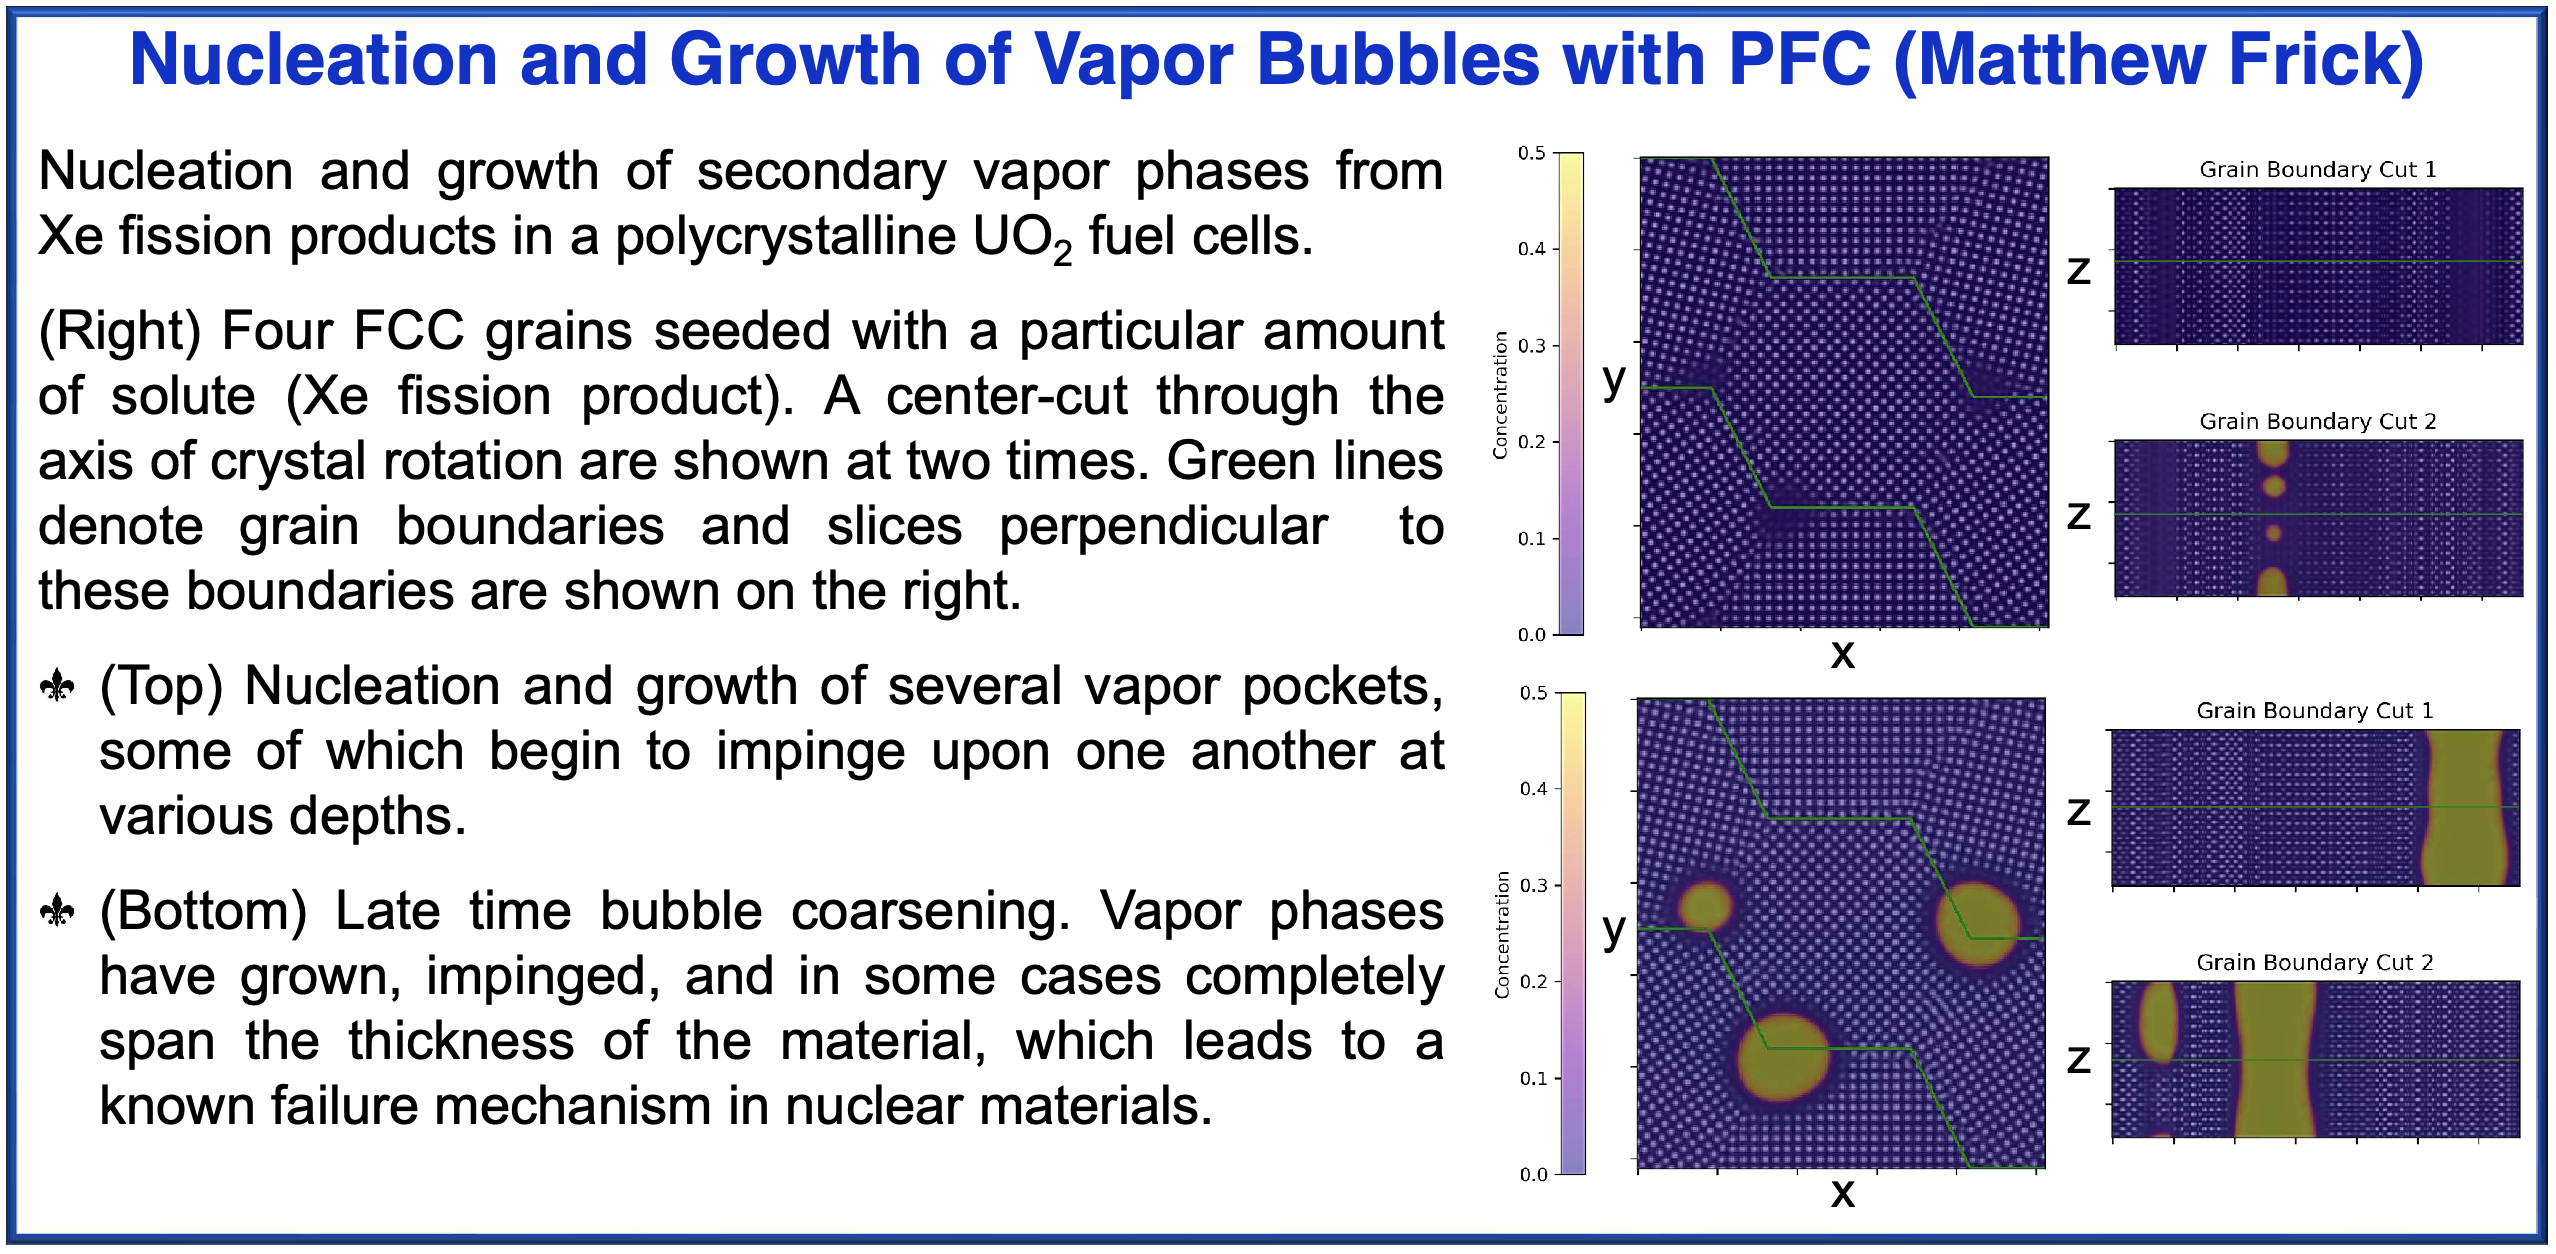 Nucleation and Growth of Vapor Bubbles with PFC (Matthew Frick)
Nucleation and growth of secondary vapor phases from
Xe fission products in a polycrystalline UO₂ fuel cells.
(Right) Four FCC grains seeded with a particular amount
of solute (Xe fission product). A center-cut through the
axis of crystal rotation are shown at two times. Green lines
denote grain boundaries and slices perpendicular to
these boundaries are shown on the right.
⚜ (Top) Nucleation and growth of several vapor pockets,
some of which begin to impinge upon one another at
various depths.
⚜ (Bottom) Late time bubble coarsening. Vapor phases
have grown, impinged, and in some cases completely
span the thickness of the material, which leads to a
known failure mechanism in nuclear materials.
0.5
0.4
0.3
0.2
0.1
0.0
Concentration
y
x
Grain Boundary Cut 1
z
Grain Boundary Cut 2
z
0.5
0.4
0.3
0.2
0.1
0.0
Concentration
y
x
Grain Boundary Cut 1
z
Grain Boundary Cut 2
z